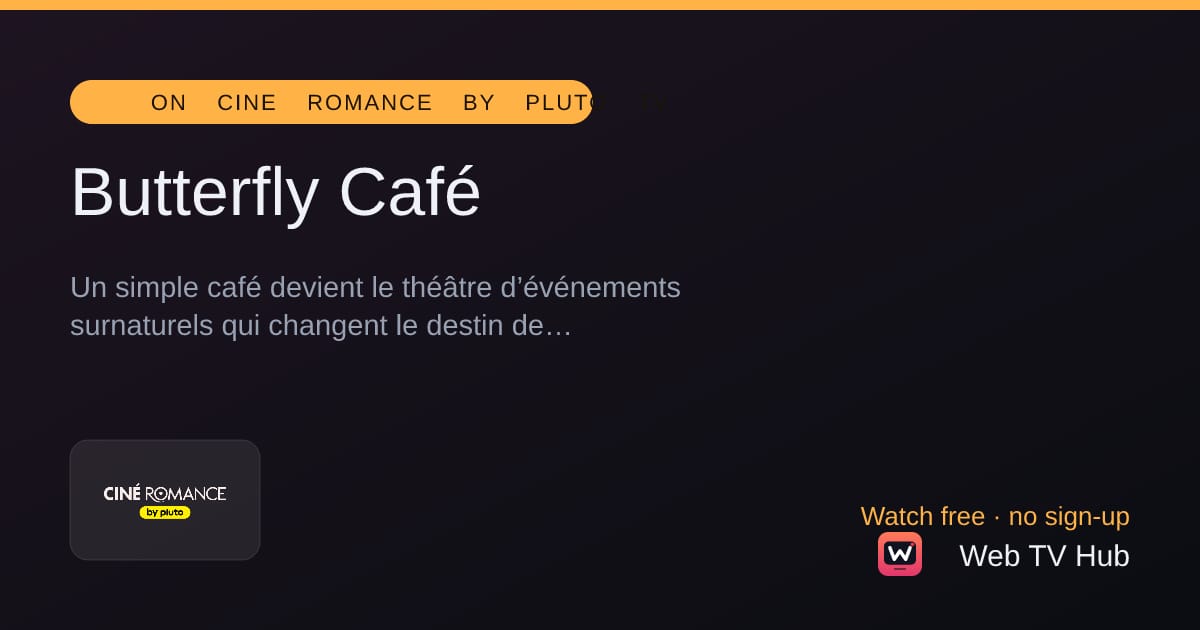 ON CINE ROMANCE BY PLUTO TV
Butterfly Café
Un simple café devient le théâtre d’événements
surnaturels qui changent le destin de…
CINÉ ROMANCE
by pluto
Watch free · no sign-up
W
Web TV Hub